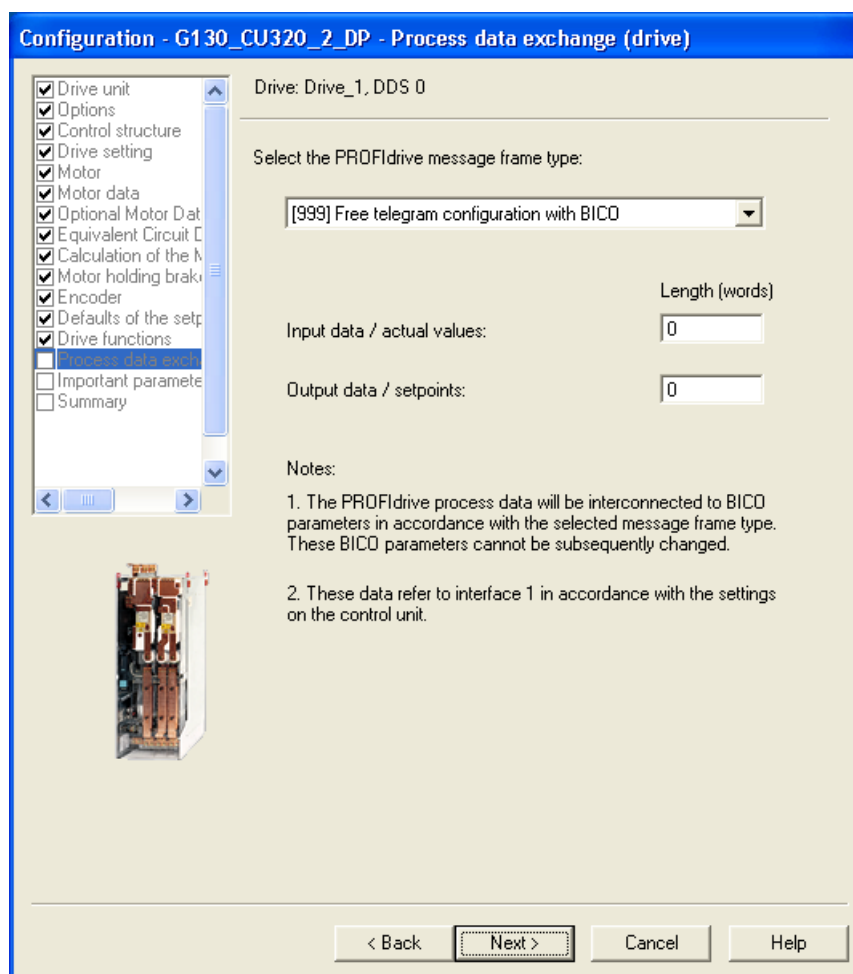 Configuration - G130_CU320_2_DP - Process data exchange (drive)
Drive unit
Options
Control structure
Drive setting
Motor
Motor data
Optional Motor Dat
Equivalent Circuit D
Calculation of the M
Motor holding brak
Encoder
Defaults of the setp
Drive functions
Process data exch
Important paramete
Summary
Drive: Drive_1, DDS 0
Select the PROFIdrive message frame type:
[999] Free telegram configuration with BICO
Length (words)
Input data / actual values:
0
Output data / setpoints:
0
Notes:
1. The PROFIdrive process data will be interconnected to BICO
parameters in accordance with the selected message frame type.
These BICO parameters cannot be subsequently changed.
2. These data refer to interface 1 in accordance with the settings
on the control unit.
< Back
Next >
Cancel
Help